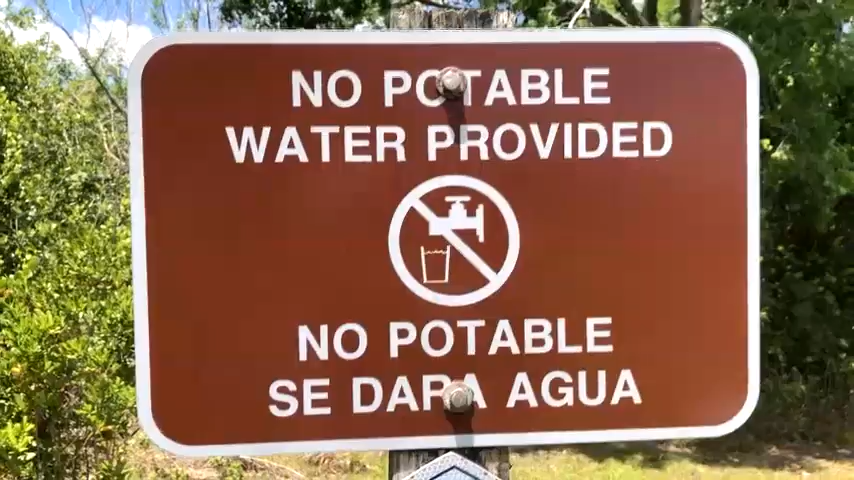 NO POTABLE
WATER PROVIDED
NO POTABLE
SE DARA AGUA